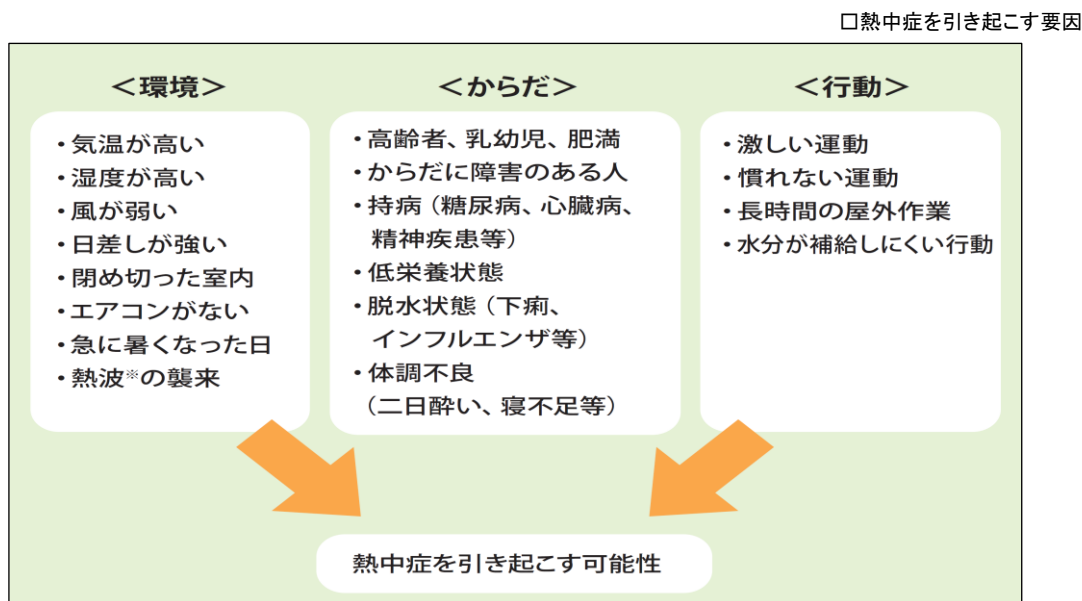 □熱中症を引き起こす要因
＜環境＞
・気温が高い
・湿度が高い
・風が弱い
・日差しが強い
・閉め切った室内
・エアコンがない
・急に暑くなった日
・熱波※の襲来
＜からだ＞
・高齢者、乳幼児、肥満
・からだに障害のある人
・持病（糖尿病、心臓病、
精神疾患等）
・低栄養状態
・脱水状態（下痢、
インフルエンザ等）
・体調不良
（二日酔い、寝不足等）
＜行動＞
・激しい運動
・慣れない運動
・長時間の屋外作業
・水分が補給しにくい行動
熱中症を引き起こす可能性